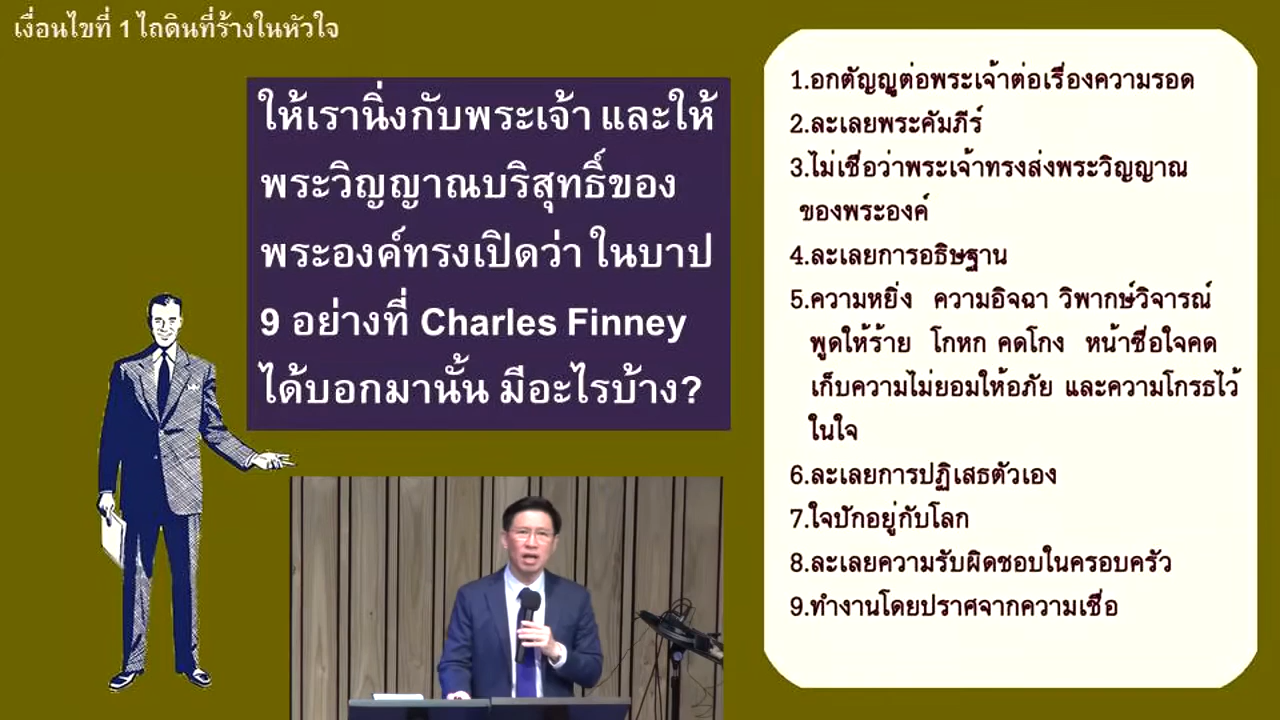 เงื่อนไขที่ 1 ไถดินที่ร้างในหัวใจ
ให้เรานิ่งกับพระเจ้า และให้
พระวิญญาณบริสุทธิ์ของ
พระองค์ทรงเปิดว่า ในบาป
9 อย่างที่ Charles Finney
ได้บอกมานั้น มีอะไรบ้าง?
1.อกตัญญูต่อพระเจ้าต่อเรื่องความรอด
2.ละเลยพระคัมภีร์
3.ไม่เชื่อว่าพระเจ้าทรงส่งพระวิญญาณ
ของพระองค์
4.ละเลยการอธิษฐาน
5.ความหยิ่ง ความอิจฉา วิพากษ์วิจารณ์
พูดให้ร้าย โกหก คดโกง หน้าซื่อใจคด
เก็บความไม่ยอมให้อภัย และความโกรธไว้
ในใจ
6.ละเลยการปฏิเสธตัวเอง
7.ใจปักอยู่กับโลก
8.ละเลยความรับผิดชอบในครอบครัว
9.ทำงานโดยปราศจากความเชื่อ